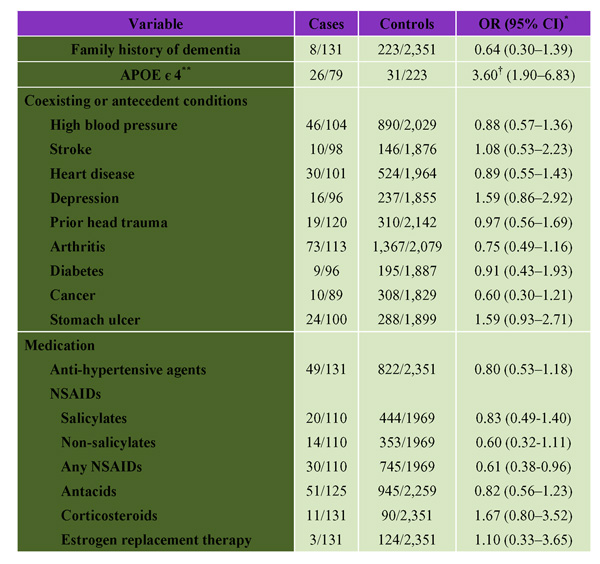 Variable Cases Controls OR (95% CI)*
Family history of dementia 8/131 223/2,351 0.64 (0.30–1.39)
APOE є 4** 26/79 31/223 3.60† (1.90–6.83)
Coexisting or antecedent conditions
High blood pressure 46/104 890/2,029 0.88 (0.57–1.36)
Stroke 10/98 146/1,876 1.08 (0.53–2.23)
Heart disease 30/101 524/1,964 0.89 (0.55–1.43)
Depression 16/96 237/1,855 1.59 (0.86–2.92)
Prior head trauma 19/120 310/2,142 0.97 (0.56–1.69)
Arthritis 73/113 1,367/2,079 0.75 (0.49–1.16)
Diabetes 9/96 195/1,887 0.91 (0.43–1.93)
Cancer 10/89 308/1,829 0.60 (0.30–1.21)
Stomach ulcer 24/100 288/1,899 1.59 (0.93–2.71)
Medication
Anti-hypertensive agents 49/131 822/2,351 0.80 (0.53–1.18)
NSAIDs
Salicylates 20/110 444/1969 0.83 (0.49-1.40)
Non-salicylates 14/110 353/1969 0.60 (0.32-1.11)
Any NSAIDs 30/110 745/1969 0.61 (0.38-0.96)
Antacids 51/125 945/2,259 0.82 (0.56–1.23)
Corticosteroids 11/131 90/2,351 1.67 (0.80–3.52)
Estrogen replacement therapy 3/131 124/2,351 1.10 (0.33–3.65)